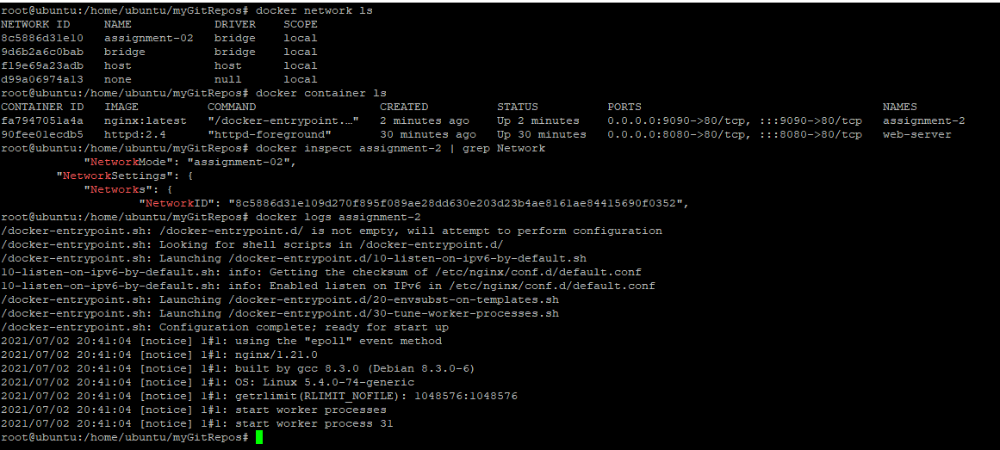 root@ubuntu:/home/ubuntu/myGitRepos# docker network ls
NETWORK ID     NAME            DRIVER    SCOPE
8c5886d31e10   assignment-02   bridge    local
9d6b2a6c0bab   bridge          bridge    local
f19e69a23adb   host            host      local
d99a06974a13   none            null      local
root@ubuntu:/home/ubuntu/myGitRepos# docker container ls
CONTAINER ID   IMAGE          COMMAND                  CREATED          STATUS          PORTS                                   NAMES
fa7947051a4a   nginx:latest   "/docker-entrypoint.…"   2 minutes ago    Up 2 minutes    0.0.0.0:9090->80/tcp, :::9090->80/tcp   assignment-2
90fee01ecdb5   httpd:2.4      "httpd-foreground"       30 minutes ago   Up 30 minutes   0.0.0.0:8080->80/tcp, :::8080->80/tcp   web-server
root@ubuntu:/home/ubuntu/myGitRepos# docker inspect assignment-2 | grep Network
            "NetworkMode": "assignment-02",
        "NetworkSettings": {
            "Networks": {
                    "NetworkID": "8c5886d31e109d270f895f089ae28dd630e203d23b4ae8161ae84415690f0352",
root@ubuntu:/home/ubuntu/myGitRepos# docker logs assignment-2
/docker-entrypoint.sh: /docker-entrypoint.d/ is not empty, will attempt to perform configuration
/docker-entrypoint.sh: Looking for shell scripts in /docker-entrypoint.d/
/docker-entrypoint.sh: Launching /docker-entrypoint.d/10-listen-on-ipv6-by-default.sh
10-listen-on-ipv6-by-default.sh: info: Getting the checksum of /etc/nginx/conf.d/default.conf
10-listen-on-ipv6-by-default.sh: info: Enabled listen on IPv6 in /etc/nginx/conf.d/default.conf
/docker-entrypoint.sh: Launching /docker-entrypoint.d/20-envsubst-on-templates.sh
/docker-entrypoint.sh: Launching /docker-entrypoint.d/30-tune-worker-processes.sh
/docker-entrypoint.sh: Configuration complete; ready for start up
2021/07/02 20:41:04 [notice] 1#1: using the "epoll" event method
2021/07/02 20:41:04 [notice] 1#1: nginx/1.21.0
2021/07/02 20:41:04 [notice] 1#1: built by gcc 8.3.0 (Debian 8.3.0-6)
2021/07/02 20:41:04 [notice] 1#1: OS: Linux 5.4.0-74-generic
2021/07/02 20:41:04 [notice] 1#1: getrlimit(RLIMIT_NOFILE): 1048576:1048576
2021/07/02 20:41:04 [notice] 1#1: start worker processes
2021/07/02 20:41:04 [notice] 1#1: start worker process 31
root@ubuntu:/home/ubuntu/myGitRepos#